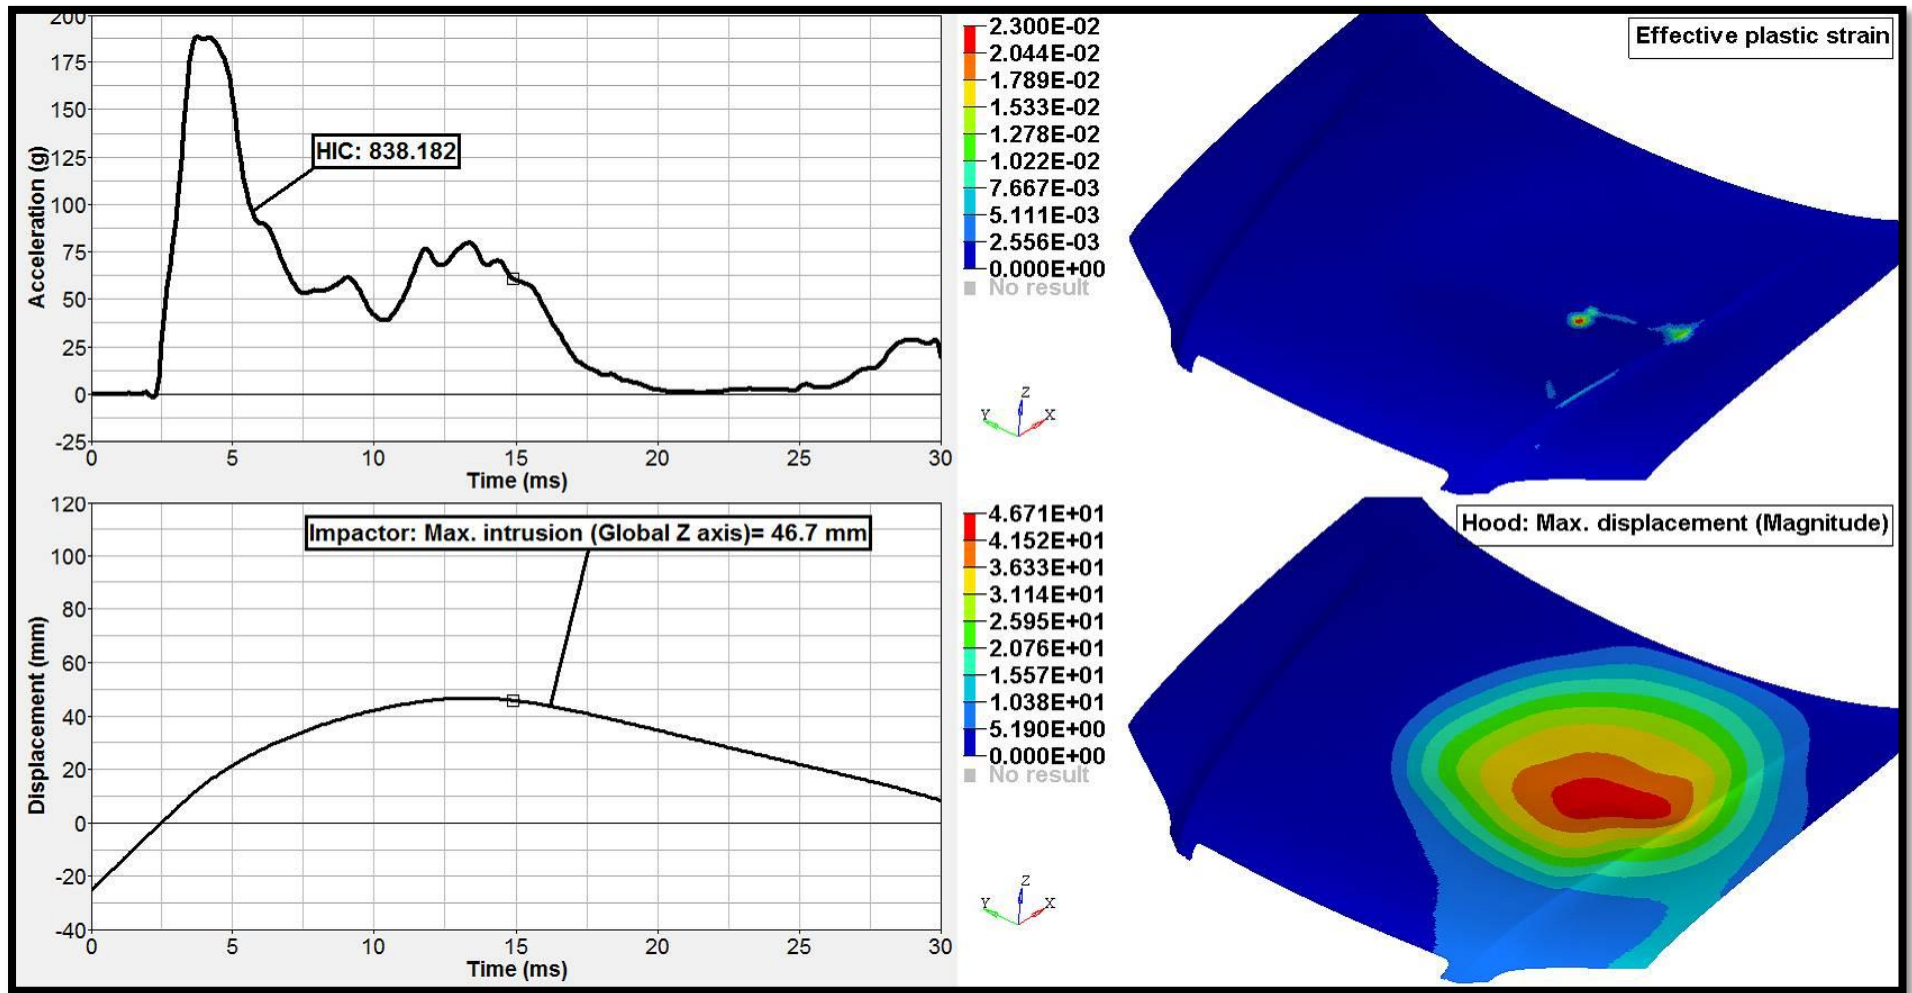 200
175
150
125
100
75
50
25
0
-25
Acceleration (g)
HIC: 838.182
0 5 10 15 20 25 30
Time (ms)
2.300E-02
2.044E-02
1.789E-02
1.533E-02
1.278E-02
1.022E-02
7.667E-03
5.111E-03
2.556E-03
0.000E+00
No result
Effective plastic strain
Z
Y X
120
100
80
60
40
20
0
-20
-40
Displacement (mm)
Impactor: Max. intrusion (Global Z axis)= 46.7 mm
0 5 10 15 20 25 30
Time (ms)
4.671E+01
4.152E+01
3.633E+01
3.114E+01
2.595E+01
2.076E+01
1.557E+01
1.038E+01
5.190E+00
0.000E+00
No result
Hood: Max. displacement (Magnitude)
Z
Y X